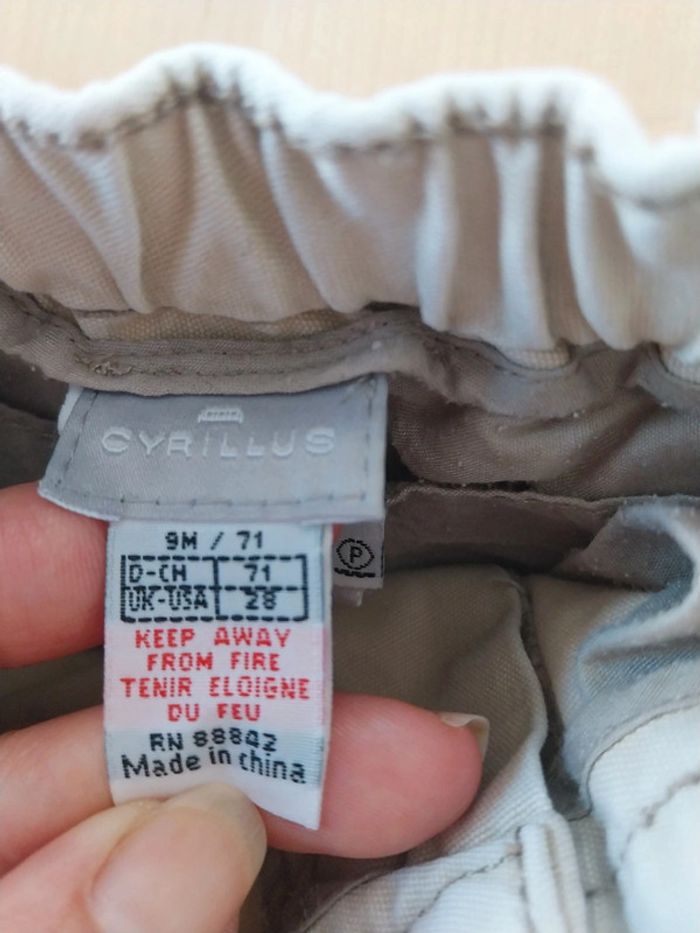 CYRILLUS
9M / 71
D-CH 71
UK-USA 28
KEEP AWAY
FROM FIRE
TENIR ELOIGNE
DU FEU
RN 88842
Made in china
P